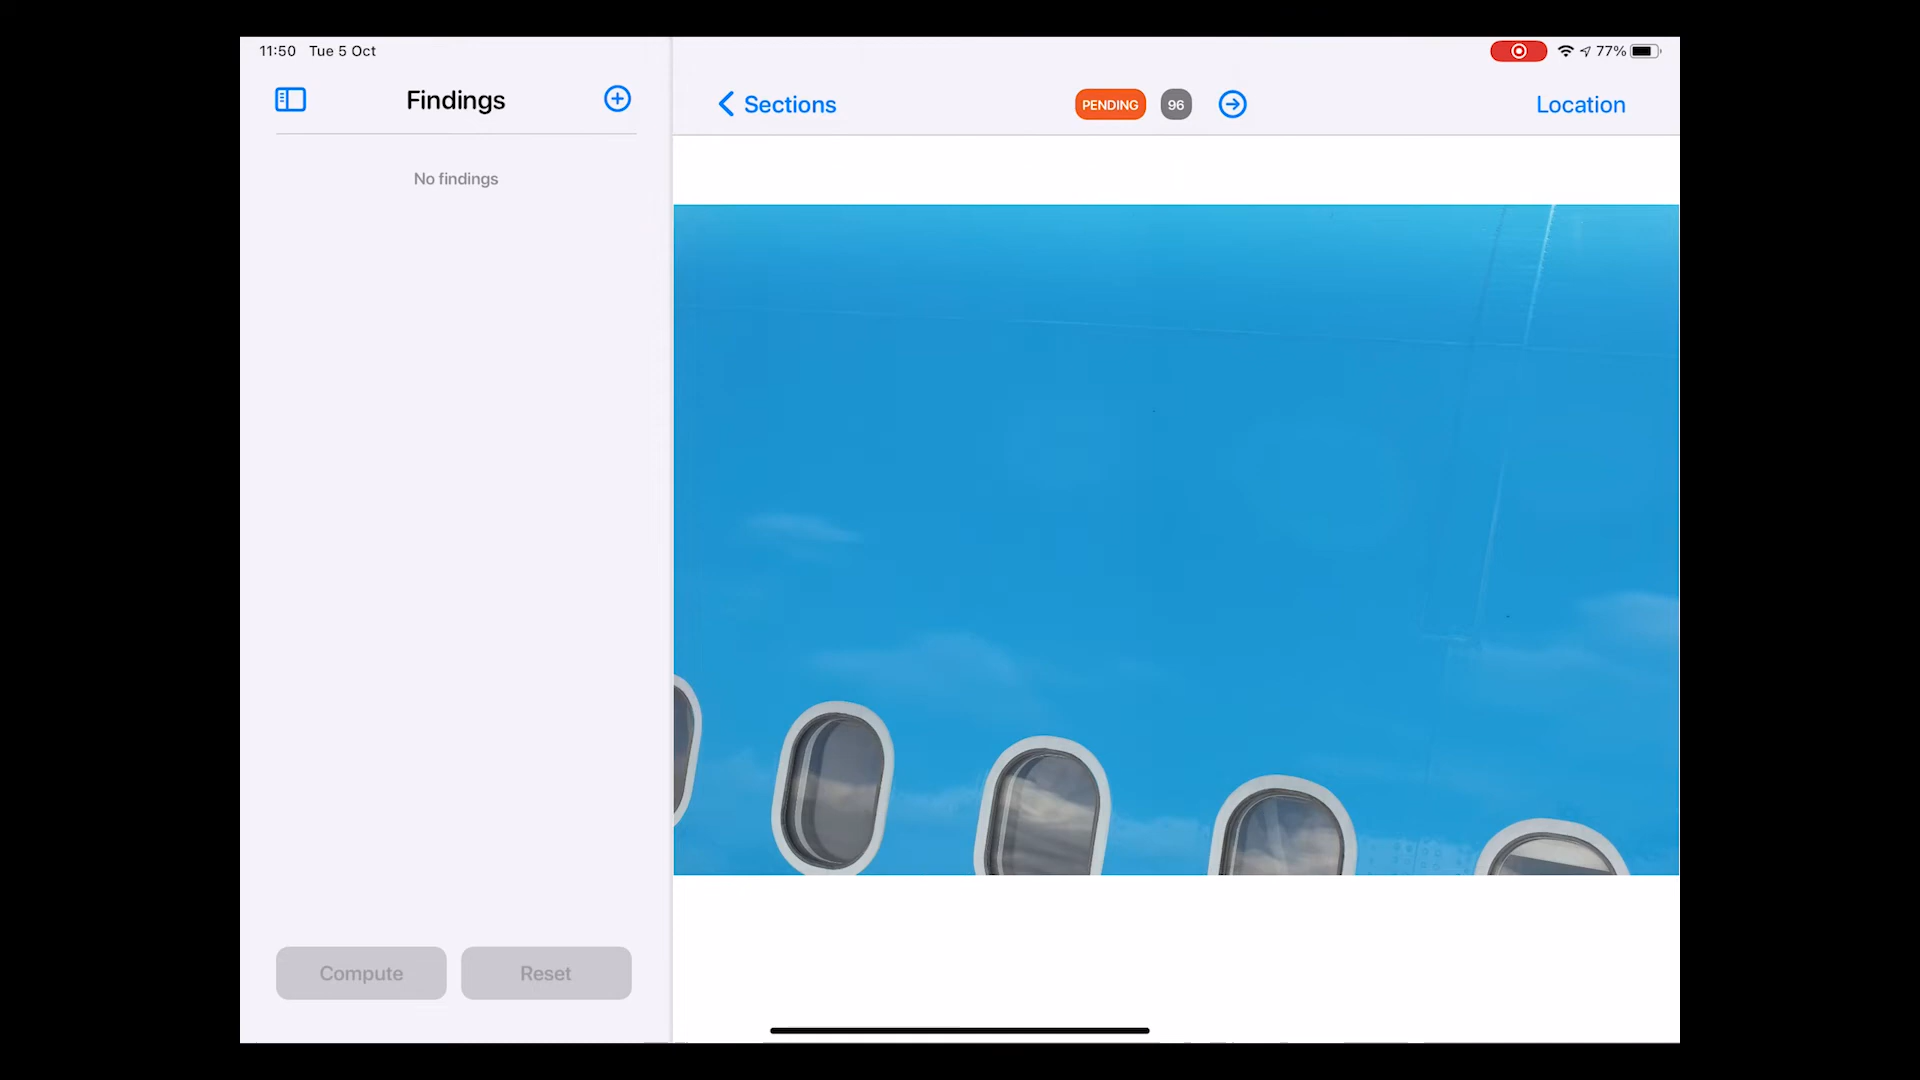 11:50 Tue 5 Oct
77%
Findings
Sections
PENDING
96
Location
No findings
Compute
Reset